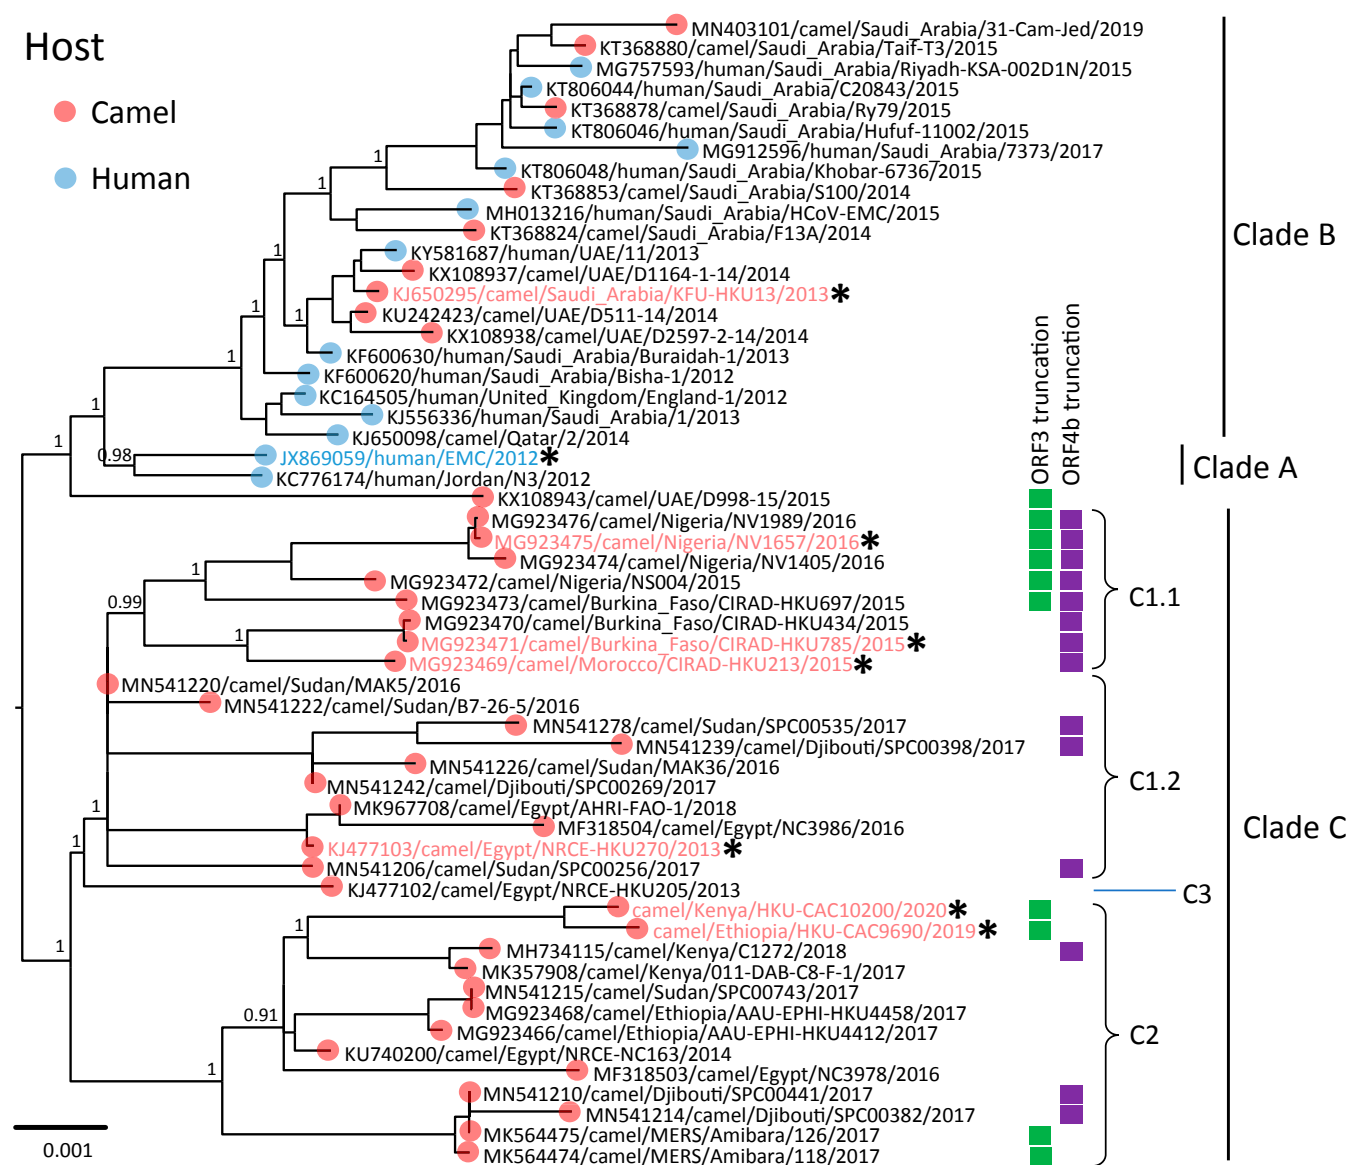 Host
Camel
Human
MN403101/camel/Saudi_Arabia/31-Cam-Jed/2019
KT368880/camel/Saudi_Arabia/Taif-T3/2015
MG757593/human/Saudi_Arabia/Riyadh-KSA-002D1N/2015
KT806044/human/Saudi_Arabia/C20843/2015
KT368878/camel/Saudi_Arabia/Ry79/2015
KT806046/human/Saudi_Arabia/Hufuf-11002/2015
MG912596/human/Saudi_Arabia/7373/2017
1
KT806048/human/Saudi_Arabia/Khobar-6736/2015
1
KT368853/camel/Saudi_Arabia/S100/2014
MH013216/human/Saudi_Arabia/HCoV-EMC/2015
KT368824/camel/Saudi_Arabia/F13A/2014
Clade B
1
KY581687/human/UAE/11/2013
KX108937/camel/UAE/D1164-1-14/2014
KJ650295/camel/Saudi_Arabia/KFU-HKU13/2013*
1
1
KU242423/camel/UAE/D511-14/2014
KX108938/camel/UAE/D2597-2-14/2014
1
KF600630/human/Saudi_Arabia/Buraidah-1/2013
KF600620/human/Saudi_Arabia/Bisha-1/2012
KC164505/human/United_Kingdom/England-1/2012
1
KJ556336/human/Saudi_Arabia/1/2013
KJ650098/camel/Qatar/2/2014
1
0.98
JX869059/human/EMC/2012*
KC776174/human/Jordan/N3/2012
Clade A
ORF3 truncation
ORF4b truncation
KX108943/camel/UAE/D998-15/2015
MG923476/camel/Nigeria/NV1989/2016
MG923475/camel/Nigeria/NV1657/2016*
MG923474/camel/Nigeria/NV1405/2016
1
MG923472/camel/Nigeria/NS004/2015
C1.1
0.99
MG923473/camel/Burkina_Faso/CIRAD-HKU697/2015
MG923470/camel/Burkina_Faso/CIRAD-HKU434/2015
1
MG923471/camel/Burkina_Faso/CIRAD-HKU785/2015*
MG923469/camel/Morocco/CIRAD-HKU213/2015*
MN541220/camel/Sudan/MAK5/2016
MN541222/camel/Sudan/B7-26-5/2016
MN541278/camel/Sudan/SPC00535/2017
MN541239/camel/Djibouti/SPC00398/2017
MN541226/camel/Sudan/MAK36/2016
C1.2
MN541242/camel/Djibouti/SPC00269/2017
1
MK967708/camel/Egypt/AHRI-FAO-1/2018
MF318504/camel/Egypt/NC3986/2016
Clade C
1
KJ477103/camel/Egypt/NRCE-HKU270/2013*
MN541206/camel/Sudan/SPC00256/2017
KJ477102/camel/Egypt/NRCE-HKU205/2013
C3
camel/Kenya/HKU-CAC10200/2020*
1
camel/Ethiopia/HKU-CAC9690/2019*
1
MH734115/camel/Kenya/C1272/2018
MK357908/camel/Kenya/011-DAB-C8-F-1/2017
MN541215/camel/Sudan/SPC00743/2017
0.91
MG923468/camel/Ethiopia/AAU-EPHI-HKU4458/2017
MG923466/camel/Ethiopia/AAU-EPHI-HKU4412/2017
C2
KU740200/camel/Egypt/NRCE-NC163/2014
1
MF318503/camel/Egypt/NC3978/2016
MN541210/camel/Djibouti/SPC00441/2017
MN541214/camel/Djibouti/SPC00382/2017
MK564475/camel/MERS/Amibara/126/2017
0.001
MK564474/camel/MERS/Amibara/118/2017